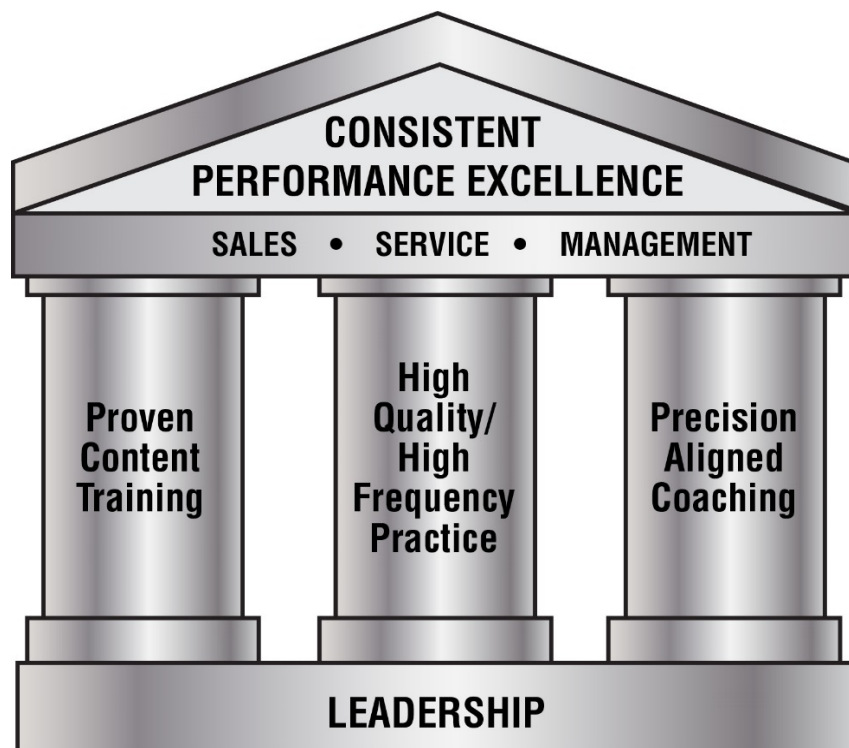 CONSISTENT
PERFORMANCE EXCELLENCE
SALES • SERVICE • MANAGEMENT
Proven
Content
Training
High
Quality/
High
Frequency
Practice
Precision
Aligned
Coaching
LEADERSHIP